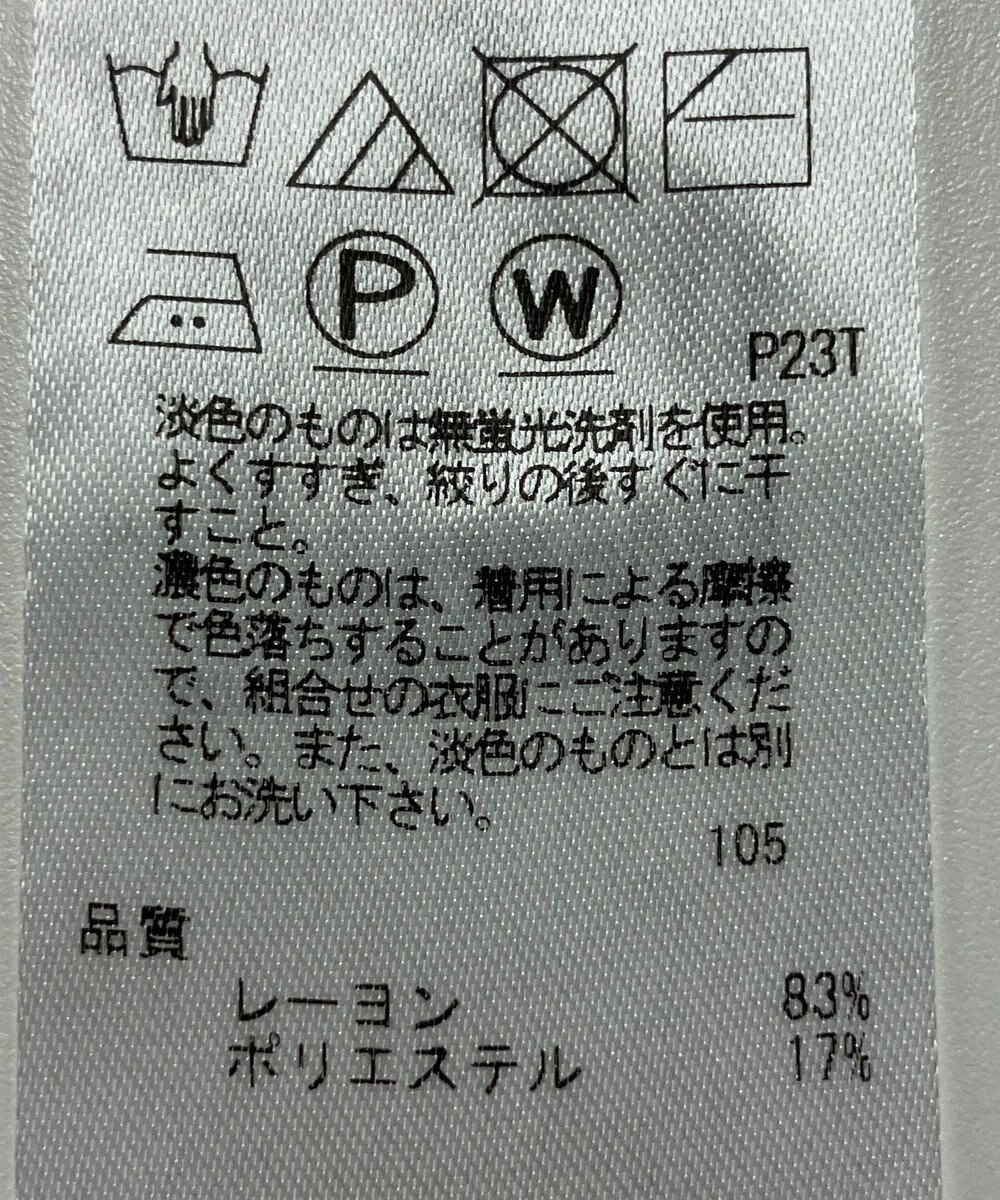 P W
P23T
淡色のものは無蛍光洗剤を使用。
よくすすぎ、絞りの後すぐに干
すこと。
濃色のものは、着用による摩擦
で色落ちすることがありますの
で、組合せの衣服にご注意くだ
さい。また、淡色のものとは別
にお洗い下さい。
105
品質
レーヨン 83%
ポリエステル 17%